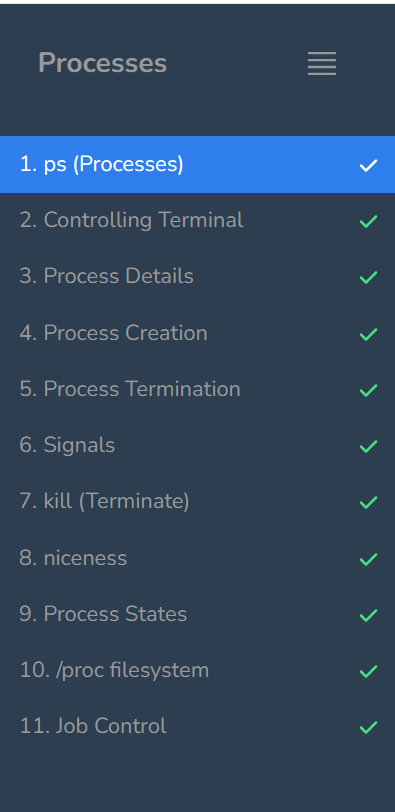 Processes
1. ps (Processes)
2. Controlling Terminal
3. Process Details
4. Process Creation
5. Process Termination
6. Signals
7. kill (Terminate)
8. niceness
9. Process States
10. /proc filesystem
11. Job Control